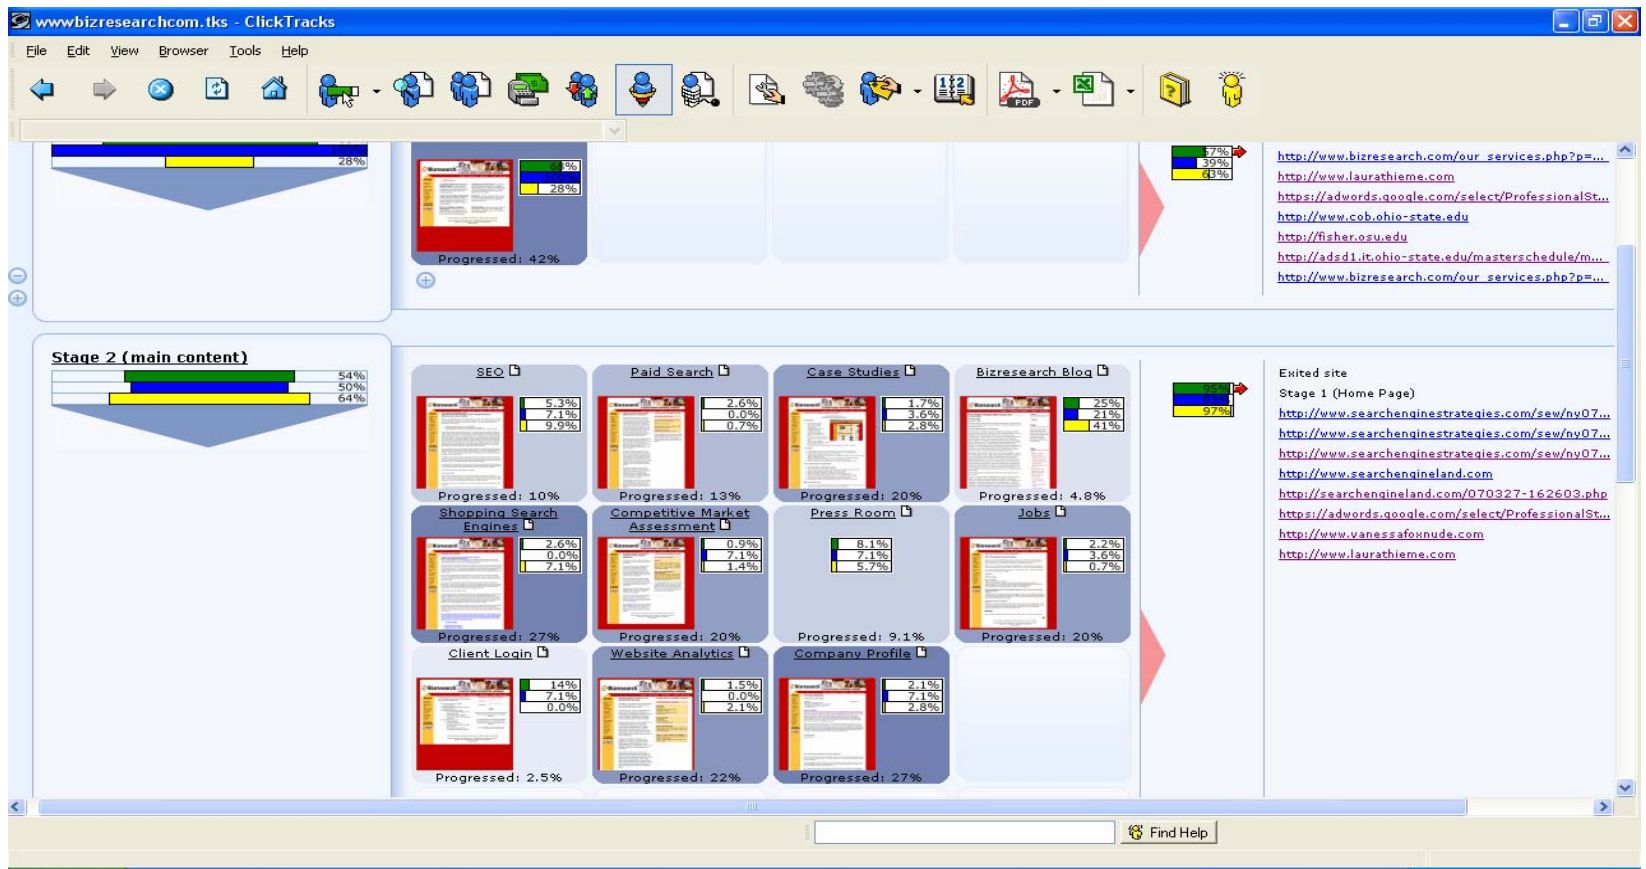 wwwbizresearchcom.tks - ClickTracks
File Edit View Browser Tools Help
PDF
28%
28%
Progressed: 42%
57%
39%
63%
http://www.bizresearch.com/our_services.php?p=...
http://www.laurathieme.com
https://adwords.google.com/select/ProfessionalSt...
http://www.cob.ohio-state.edu
http://fisher.osu.edu
http://adsd1.it.ohio-state.edu/masterschedule/m...
http://www.bizresearch.com/our_services.php?p=...
Stage 2 (main content)
54%
50%
64%
SEO
5.3%
7.1%
9.9%
Progressed: 10%
Paid Search
2.6%
0.0%
0.7%
Progressed: 13%
Case Studies
1.7%
3.6%
2.8%
Progressed: 20%
Bizresearch Blog
25%
21%
41%
Progressed: 4.8%
Shopping Search
Engines
2.6%
0.0%
7.1%
Progressed: 27%
Competitive Market
Assessment
0.9%
7.1%
1.4%
Progressed: 20%
Press Room
8.1%
7.1%
5.7%
Progressed: 9.1%
Jobs
2.2%
3.6%
0.7%
Progressed: 20%
Client Login
14%
7.1%
0.0%
Progressed: 2.5%
Website Analytics
1.5%
0.0%
2.1%
Progressed: 22%
Company Profile
2.1%
7.1%
2.8%
Progressed: 27%
95%
97%
Exited site
Stage 1 (Home Page)
http://www.searchenginestrategies.com/sew/ny07...
http://www.searchenginestrategies.com/sew/ny07...
http://www.searchenginestrategies.com/sew/ny07...
http://www.searchengineland.com
http://searchengineland.com/070327-162603.php
https://adwords.google.com/select/ProfessionalSt...
http://www.vanessafoxnude.com
http://www.laurathieme.com
Find Help